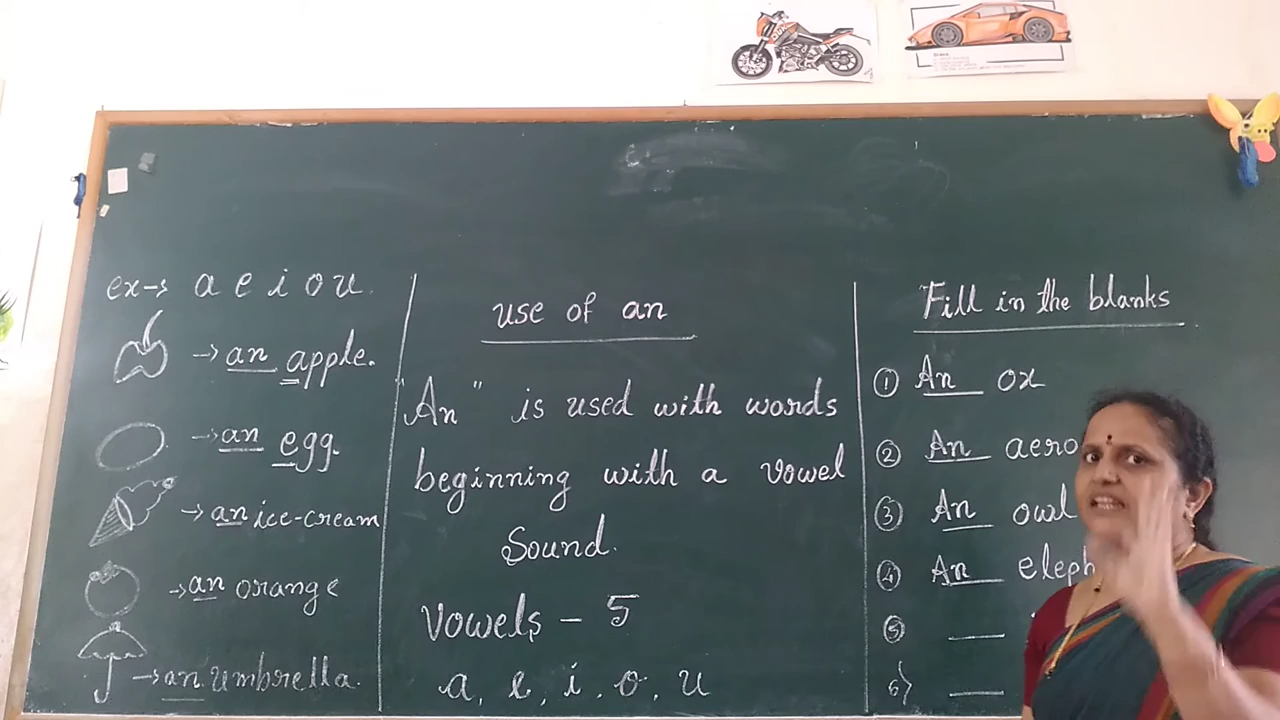 ex→ a e i o u.
→ an apple.
→ an egg.
→ an ice-cream
→ an orange
→ an umbrella.
use of an
"An" is used with words
beginning with a vowel
Sound.
Vowels - 5
a, e, i, o, u
Fill in the blanks
① An ox
② An aero
③ An owl
④ An eleph
⑤ __
6) __